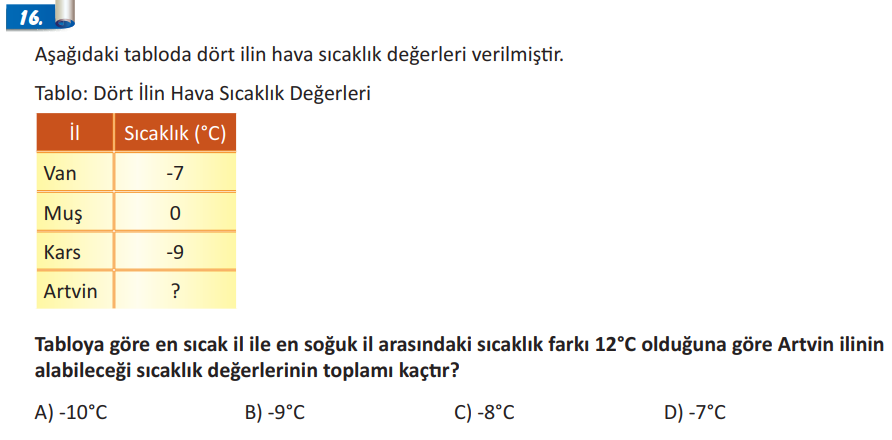 16.
Aşağıdaki tabloda dört ilin hava sıcaklık değerleri verilmiştir.
Tablo: Dört İlin Hava Sıcaklık Değerleri
İl Sıcaklık (°C)
Van -7
Muş 0
Kars -9
Artvin ?
Tabloya göre en sıcak il ile en soğuk il arasındaki sıcaklık farkı 12°C olduğuna göre Artvin ilinin
alabileceği sıcaklık değerlerinin toplamı kaçtır?
A) -10°C B) -9°C C) -8°C D) -7°C